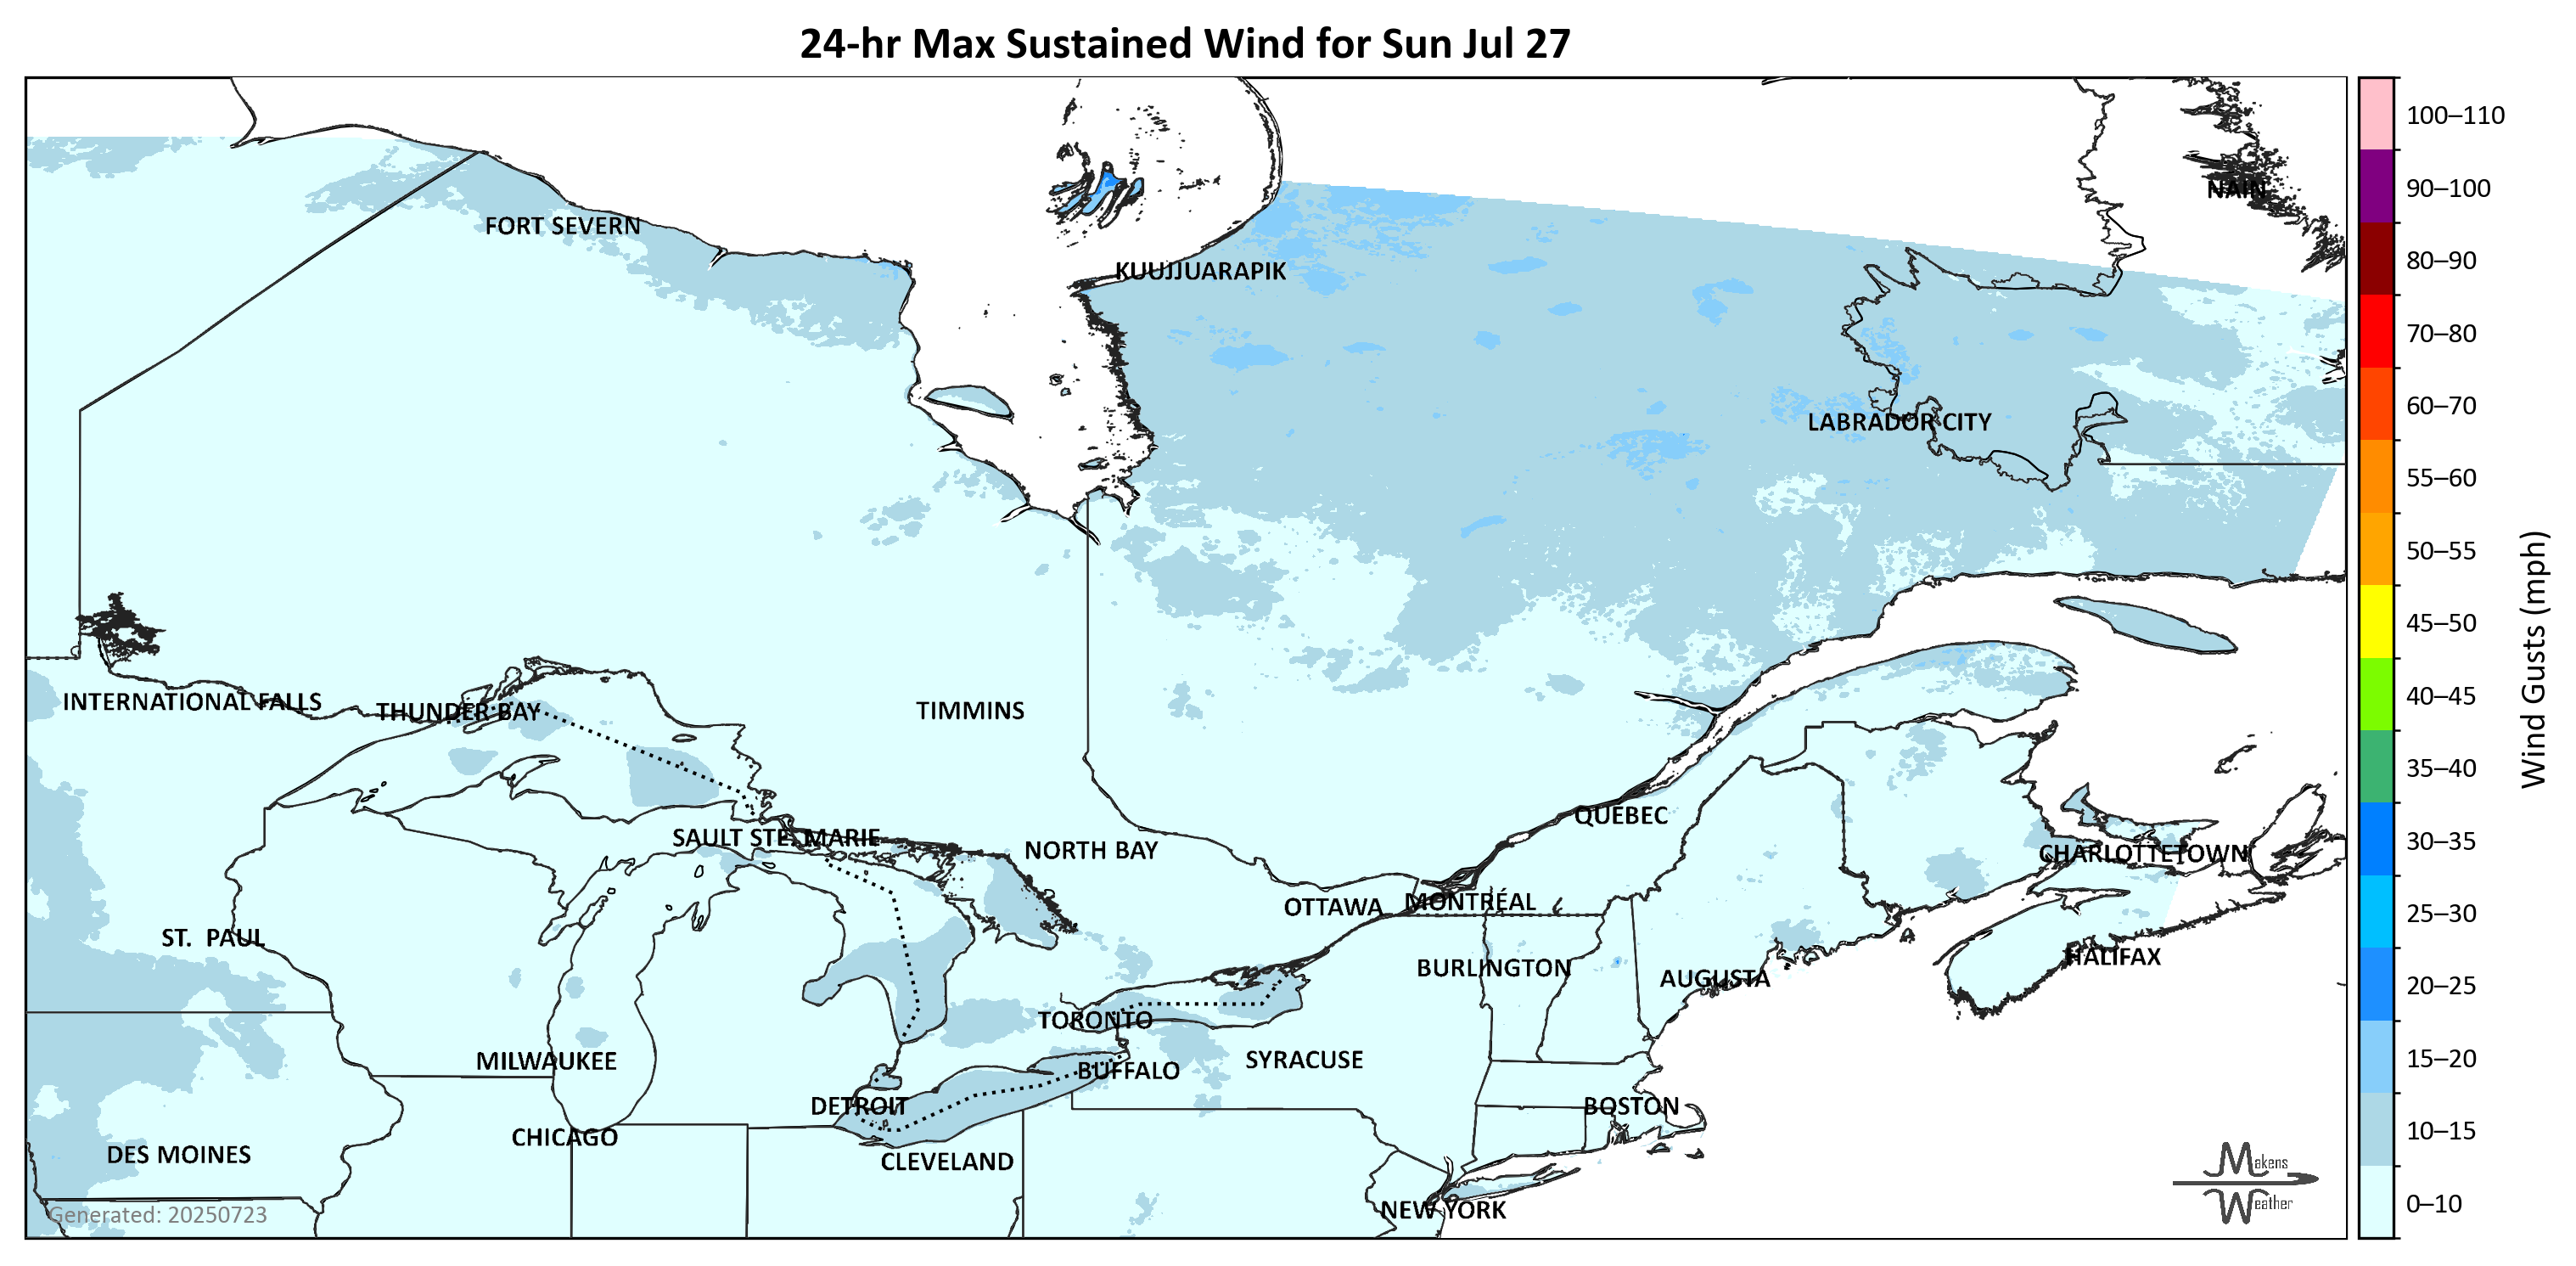 24-hr Max Sustained Wind for Sun Jul 27
NAIN
FORT SEVERN
KUUJJUARAPIK
LABRADOR CITY
INTERNATIONAL FALLS
THUNDER BAY
TIMMINS
QUÉBEC
SAULT STE. MARIE
NORTH BAY
CHARLOTTETOWN
OTTAWA
MONTRÉAL
ST. PAUL
HALIFAX
BURLINGTON
AUGUSTA
TORONTO
MILWAUKEE
SYRACUSE
BUFFALO
DETROIT
BOSTON
CHICAGO
DES MOINES
CLEVELAND
NEW YORK
Generated: 20250723
Makens
Weather
100–110
90–100
80–90
70–80
60–70
55–60
50–55
45–50
40–45
35–40
30–35
25–30
20–25
15–20
10–15
0–10
Wind Gusts (mph)